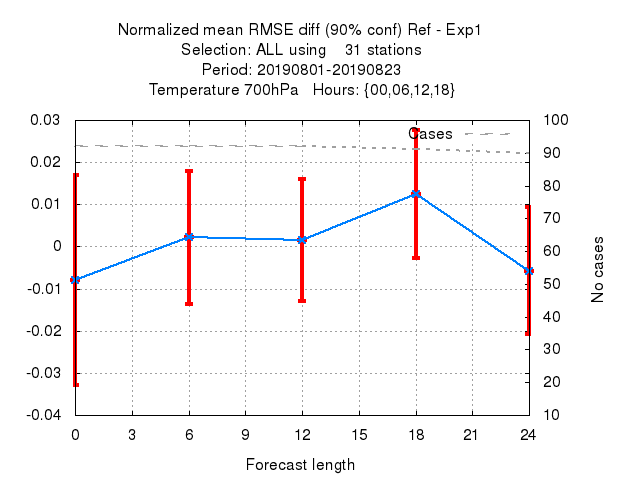 Normalized mean RMSE diff (90% conf) Ref - Exp1
Selection: ALL using    31 stations
Period: 20190801-20190823
Temperature 700hPa   Hours: {00,06,12,18}
Cases
0.03
0.02
0.01
0
-0.01
-0.02
-0.03
-0.04
100
90
80
70
60
50
40
30
20
10
No cases
0 3 6 9 12 15 18 21 24
Forecast length